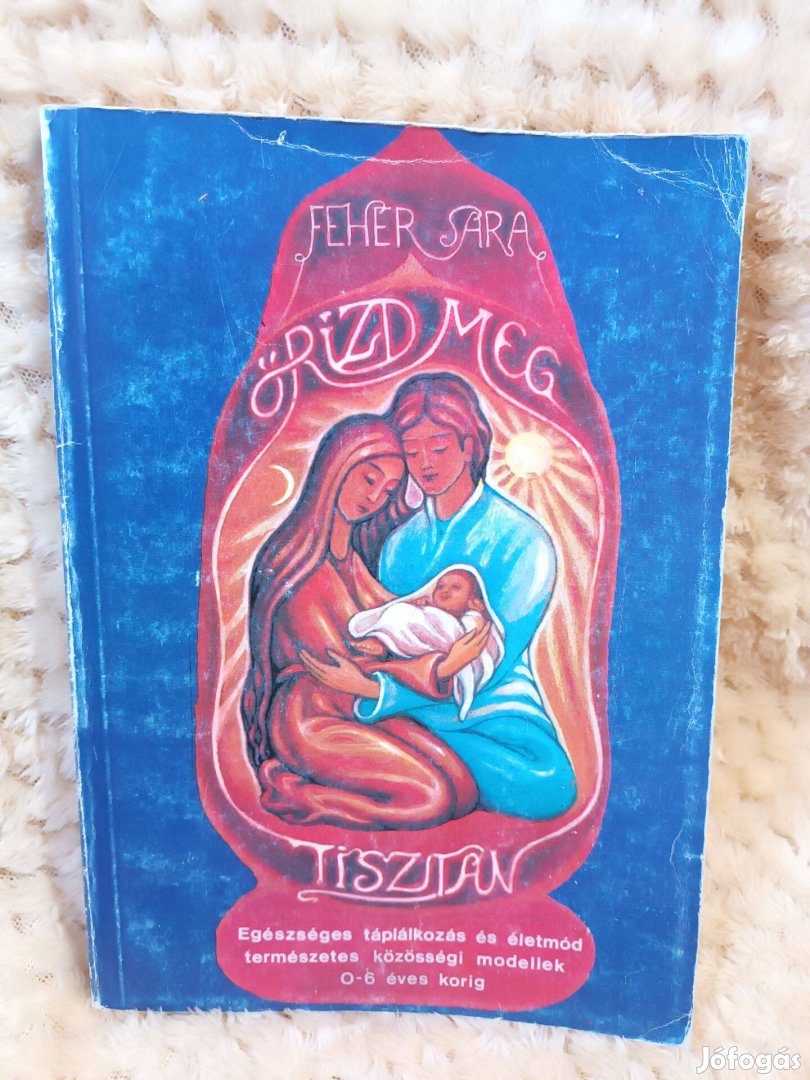 FEHÉR SÁRA
ŐRIZD MEG
TISZTÁN
Egészséges táplálkozás és életmód
természetes közösségi modellek
0-6 éves korig
Jófogás